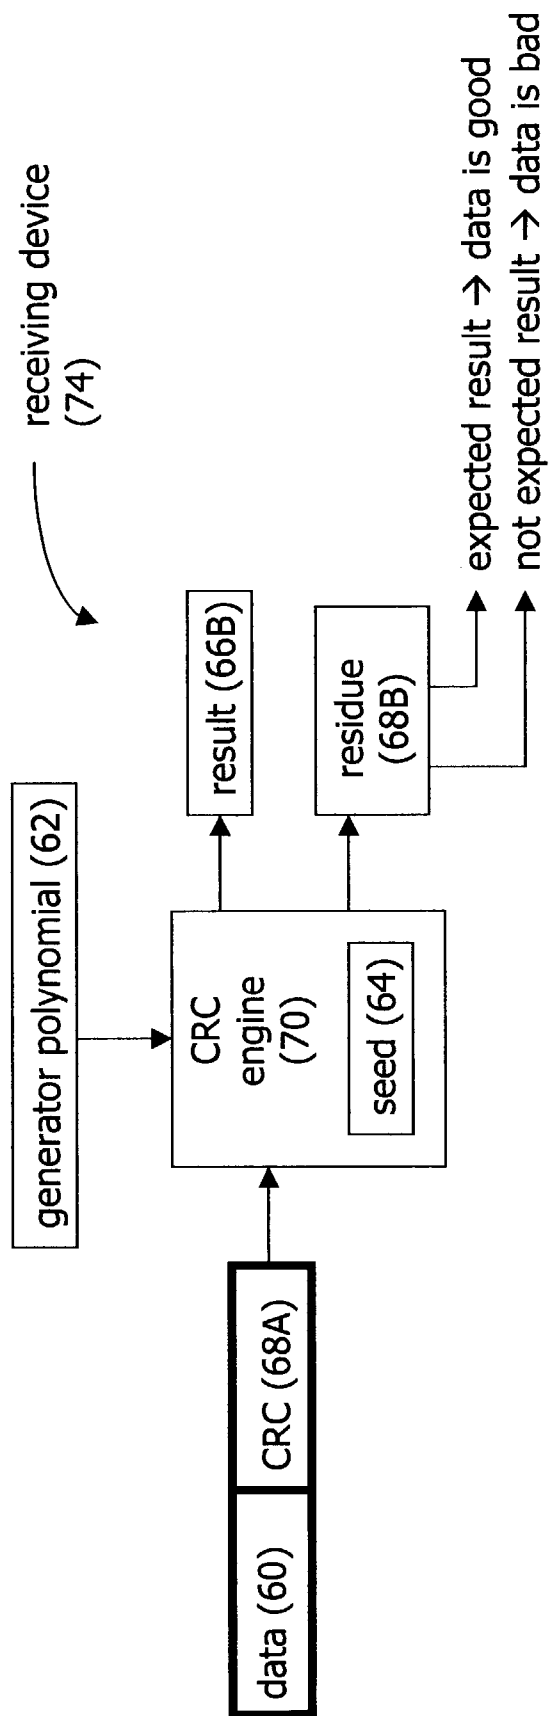 receiving device
(74)
generator polynomial (62)
data (60)
CRC (68A)
CRC
engine
(70)
seed (64)
result (66B)
residue
(68B)
expected result → data is good
not expected result → data is bad